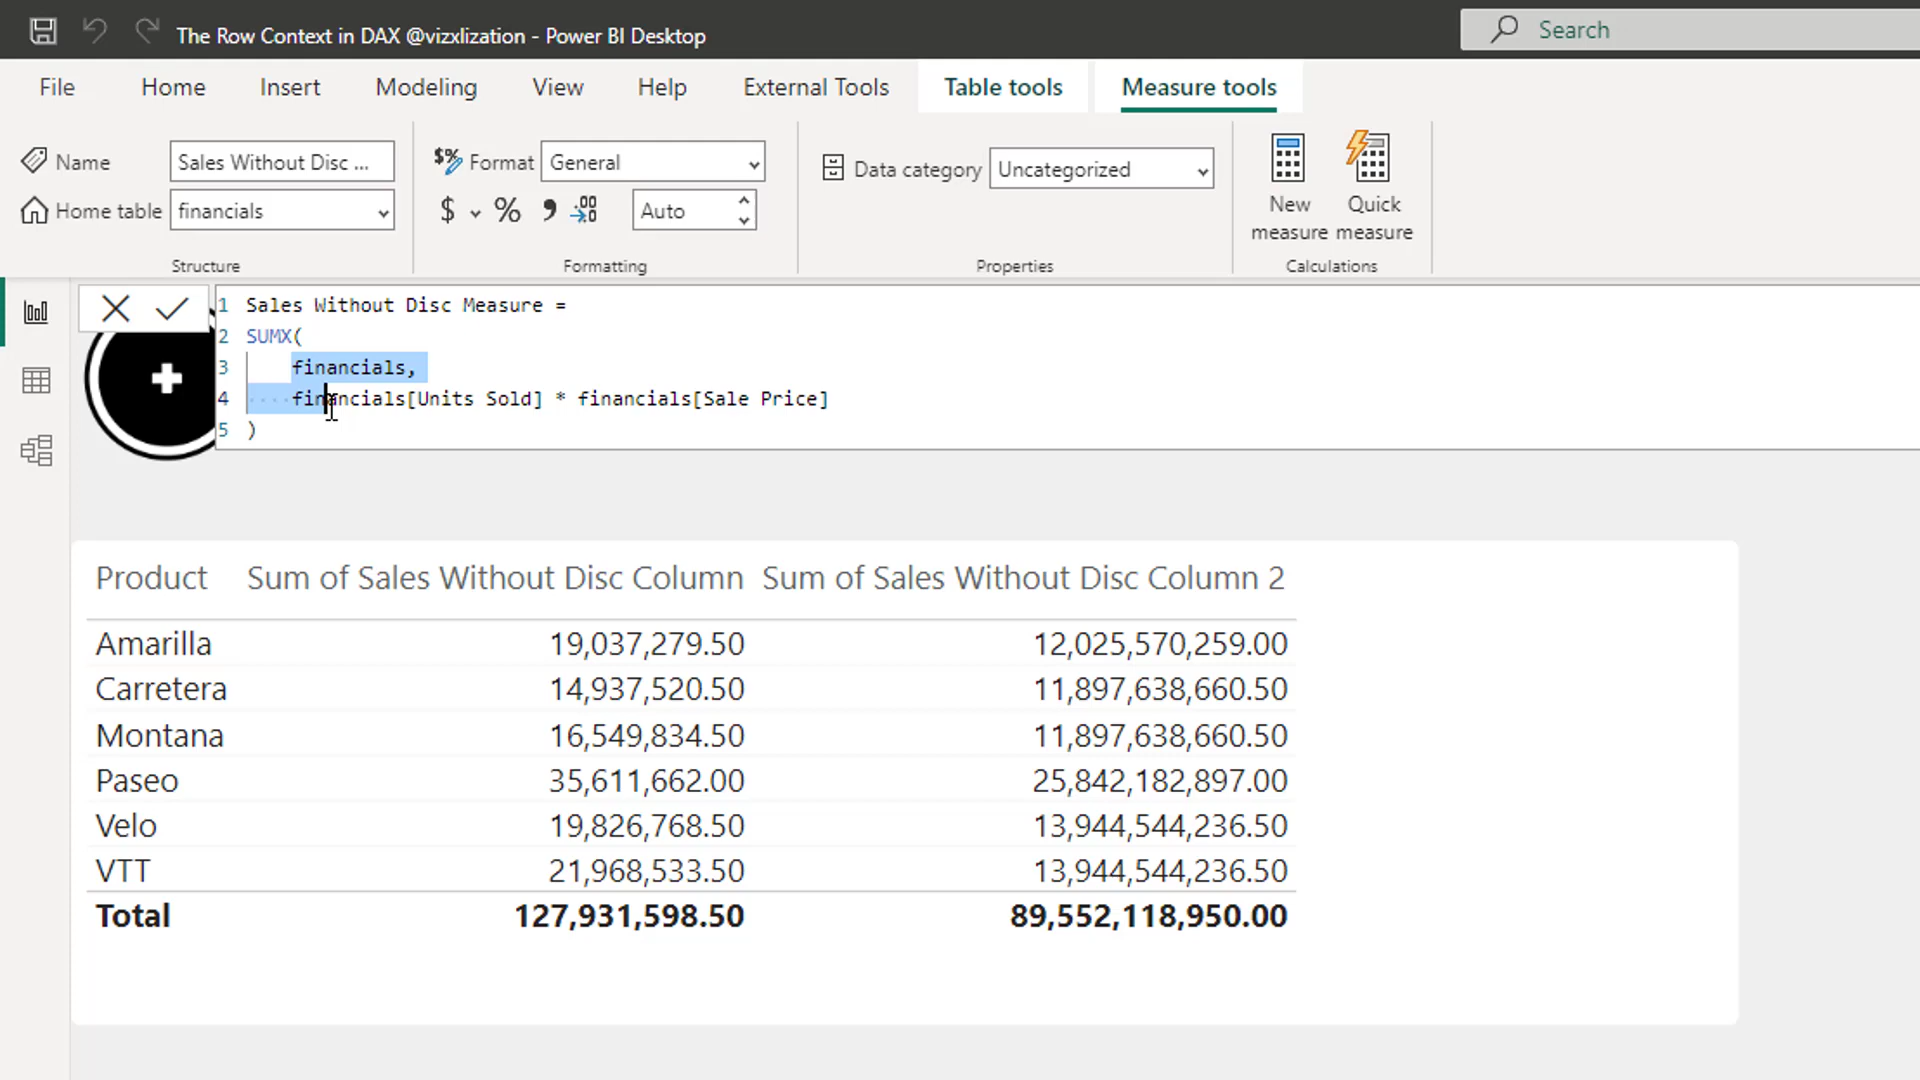 The Row Context in DAX @vizxlization - Power BI Desktop
Search
File Home Insert Modeling View Help External Tools Table tools Measure tools
Name Sales Without Disc ...
Home table financials
Structure
$% Format General
$ % , .00 Auto
Formatting
Data category Uncategorized
Properties
New measure
Quick measure
Calculations
1 Sales Without Disc Measure =
2 SUMX(
3 financials,
4 financials[Units Sold] * financials[Sale Price]
5 )
Product Sum of Sales Without Disc Column Sum of Sales Without Disc Column 2
Amarilla 19,037,279.50 12,025,570,259.00
Carretera 14,937,520.50 11,897,638,660.50
Montana 16,549,834.50 11,897,638,660.50
Paseo 35,611,662.00 25,842,182,897.00
Velo 19,826,768.50 13,944,544,236.50
VTT 21,968,533.50 13,944,544,236.50
Total 127,931,598.50 89,552,118,950.00